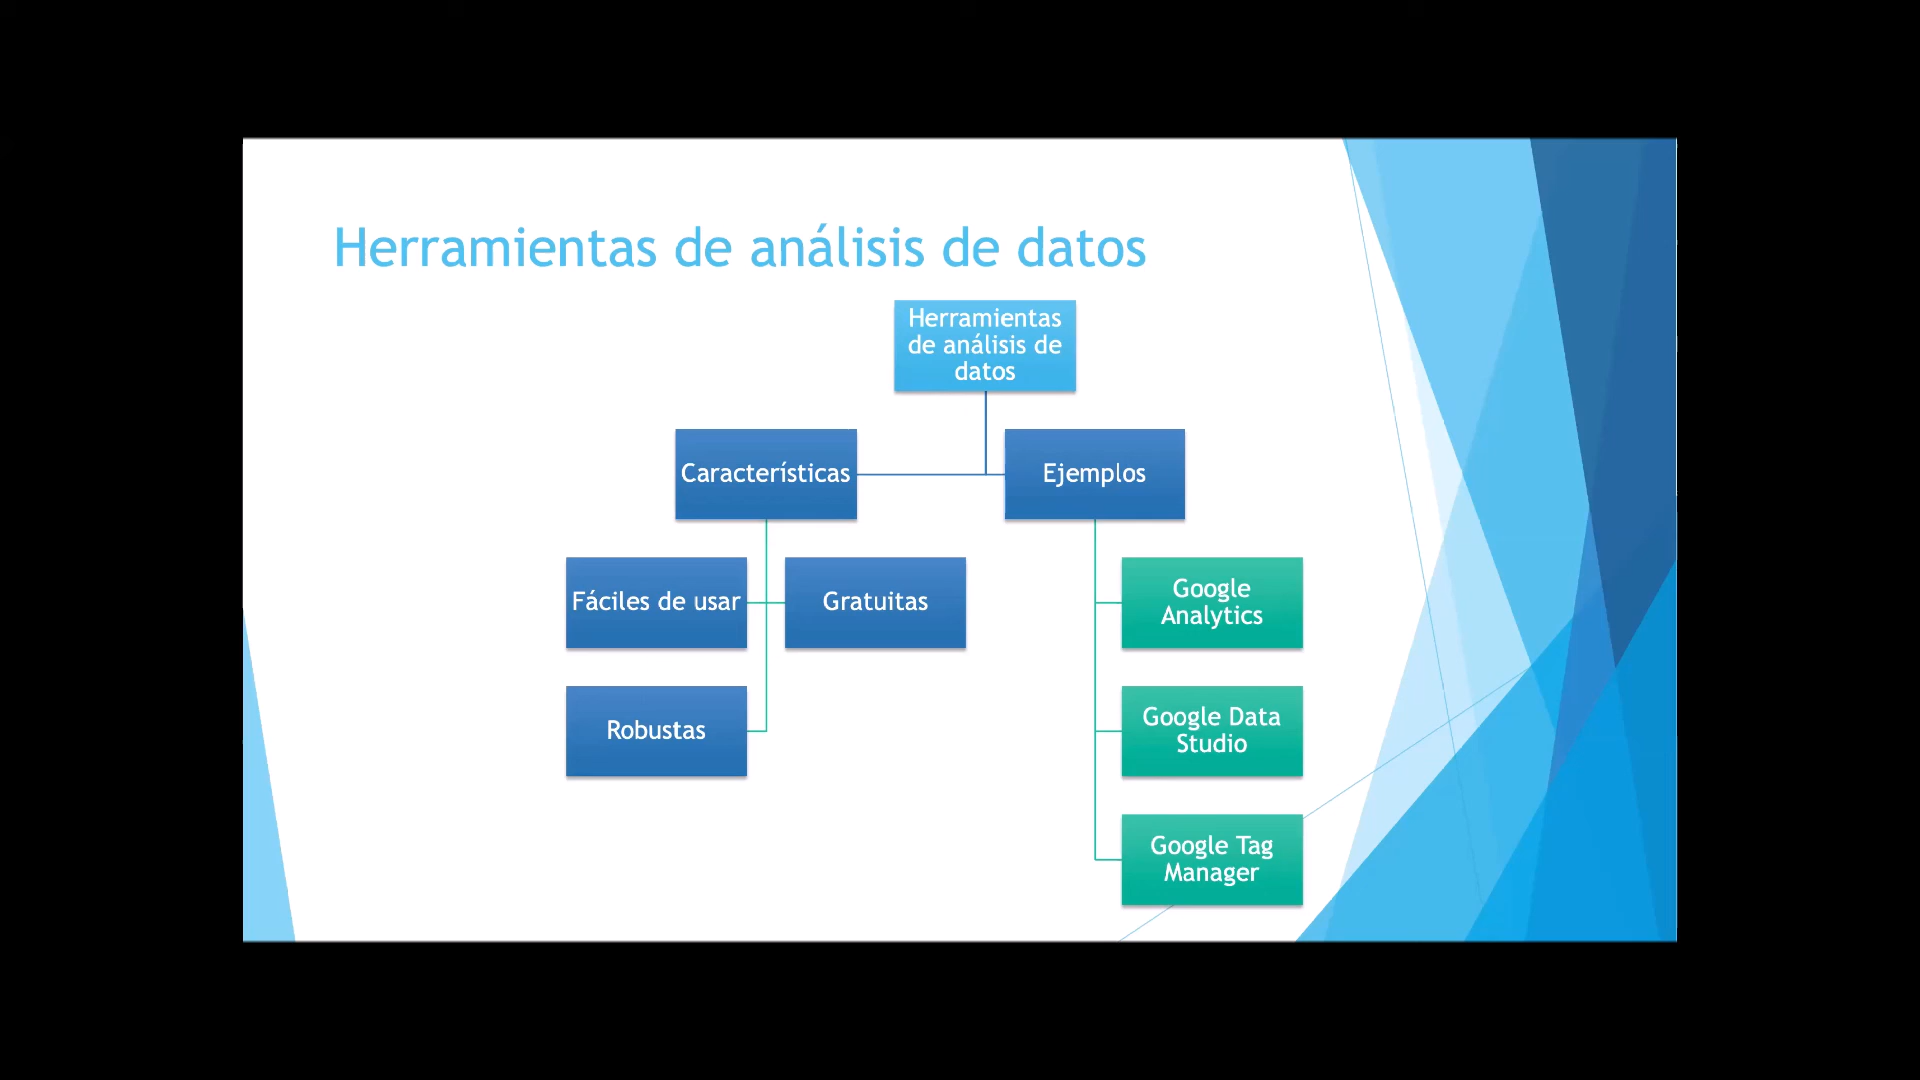 Herramientas de análisis de datos
Herramientas
de análisis de
datos
Características
Ejemplos
Fáciles de usar
Gratuitas
Google
Analytics
Robustas
Google Data
Studio
Google Tag
Manager